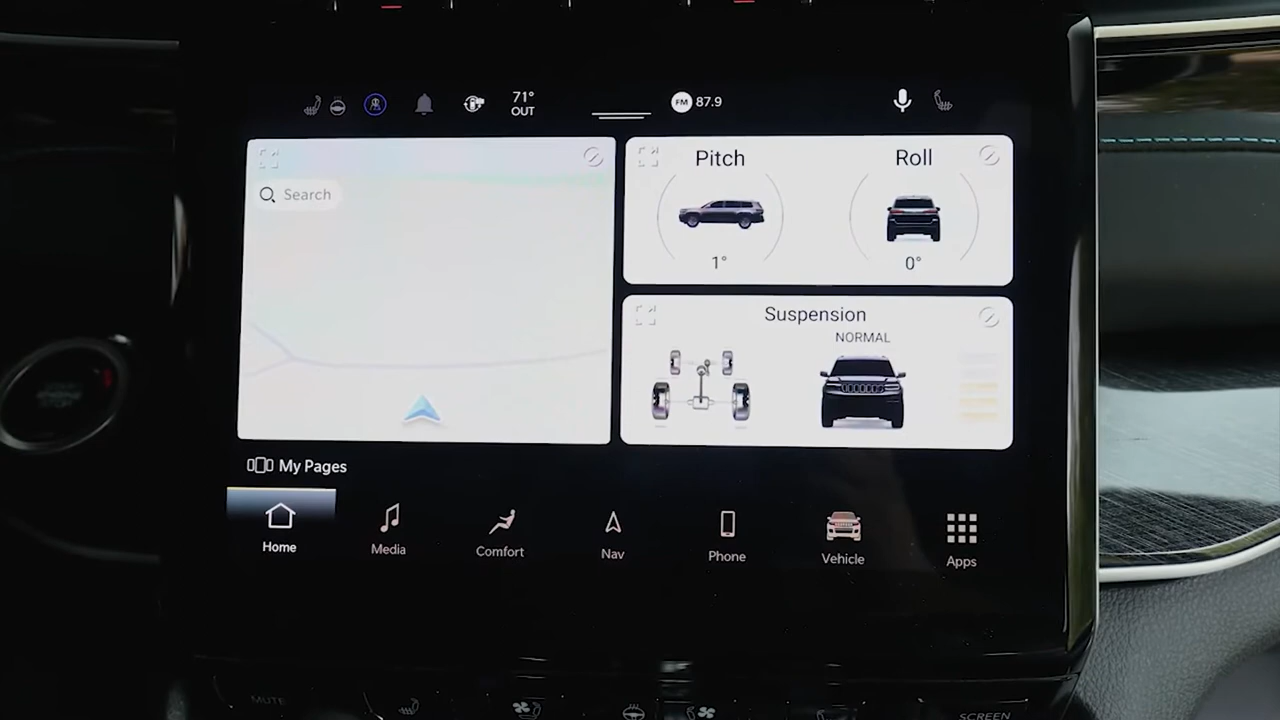 71°
OUT
FM 87.9
Search
Pitch
Roll
1°
0°
Suspension
NORMAL
My Pages
Home
Media
Comfort
Nav
Phone
Vehicle
Apps
MUTE
SCREEN